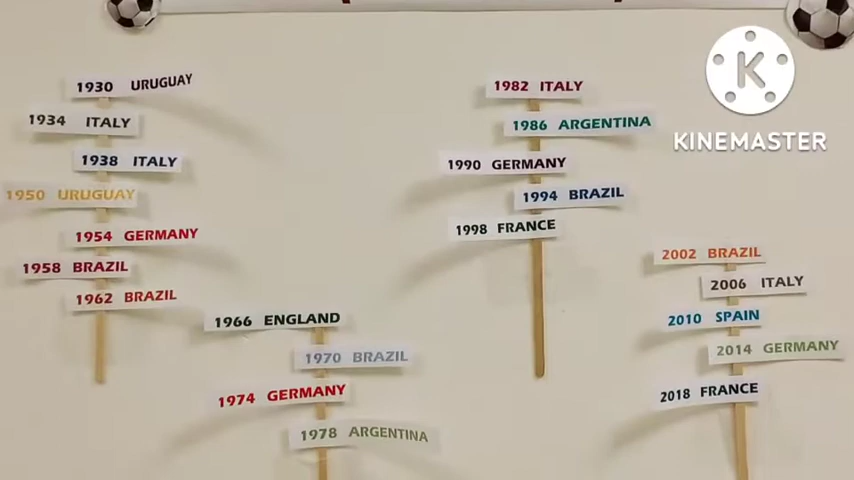 1930 URUGUAY
1934 ITALY
1938 ITALY
1950 URUGUAY
1954 GERMANY
1958 BRAZIL
1962 BRAZIL
1966 ENGLAND
1970 BRAZIL
1974 GERMANY
1978 ARGENTINA
1982 ITALY
1986 ARGENTINA
1990 GERMANY
1994 BRAZIL
1998 FRANCE
2002 BRAZIL
2006 ITALY
2010 SPAIN
2014 GERMANY
2018 FRANCE
K
KINEMASTER